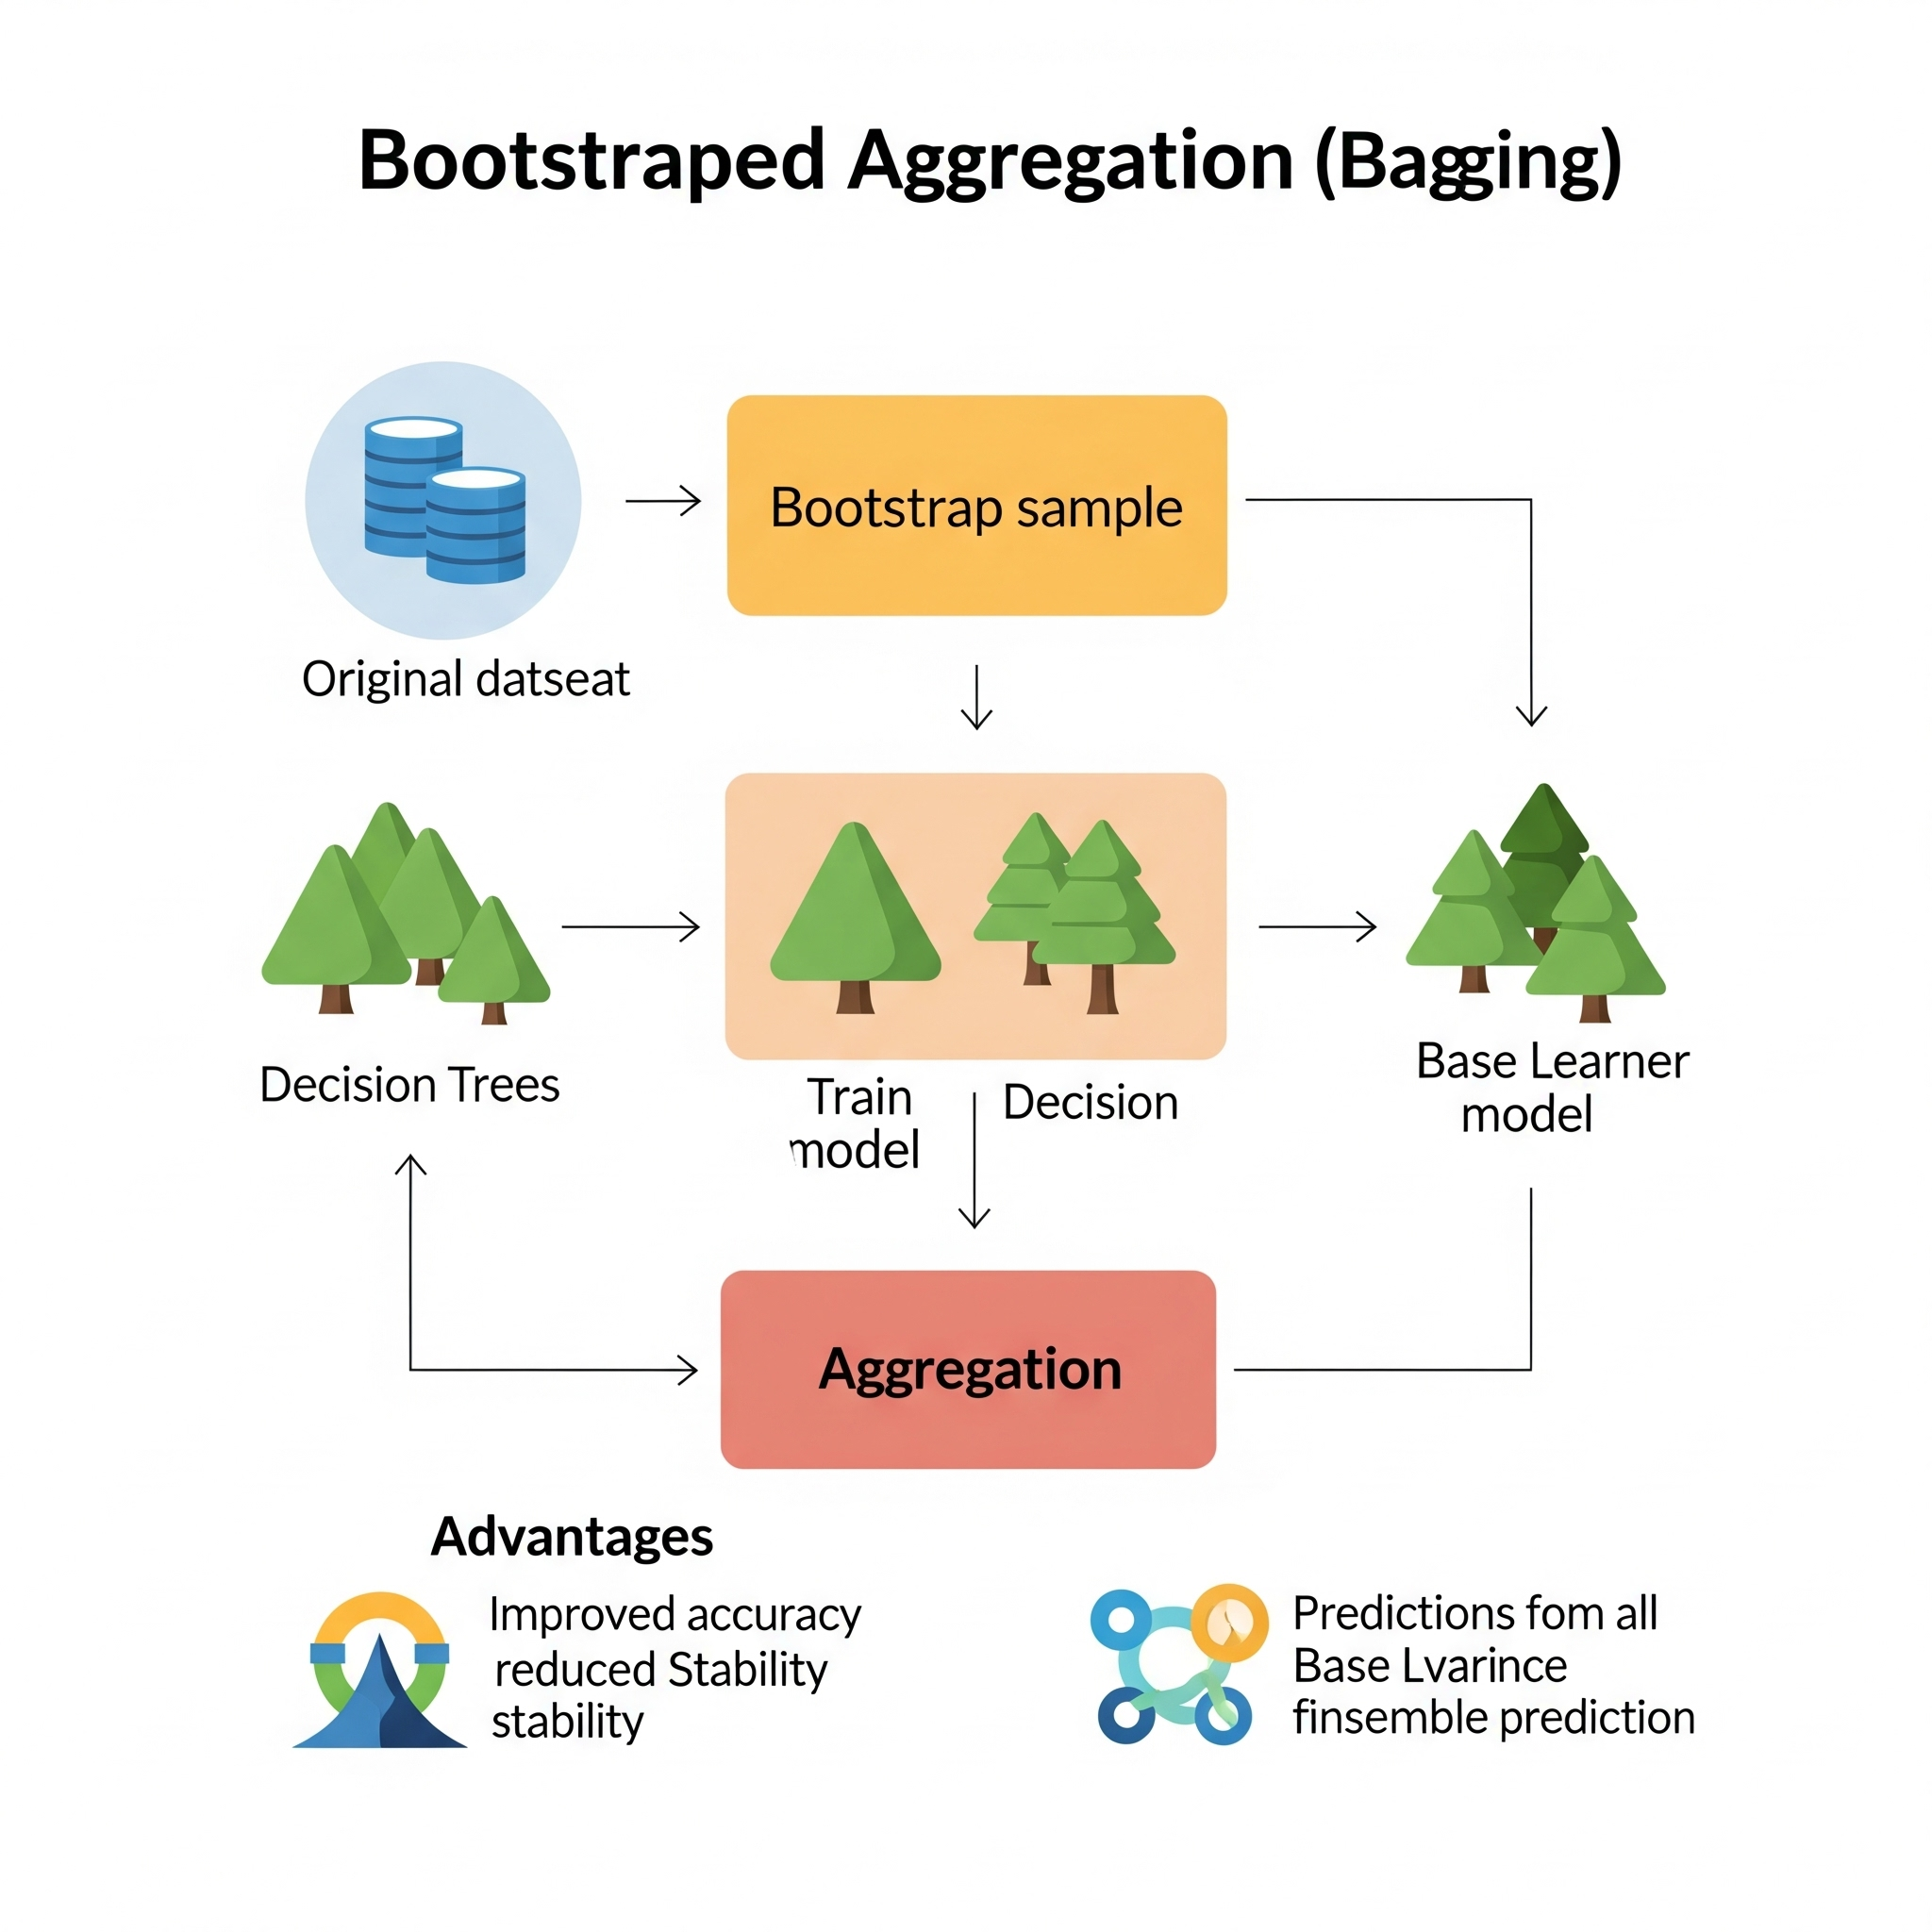 Bootstraped Aggregation (Bagging)
Bootstrap sample
Original datseat
Decision Trees
Train
model
Decision
Base Learner
model
Aggregation
Advantages
Improved accuracy
reduced Stability
stability
Predictions fom all
Base Lvarince
finsemble prediction